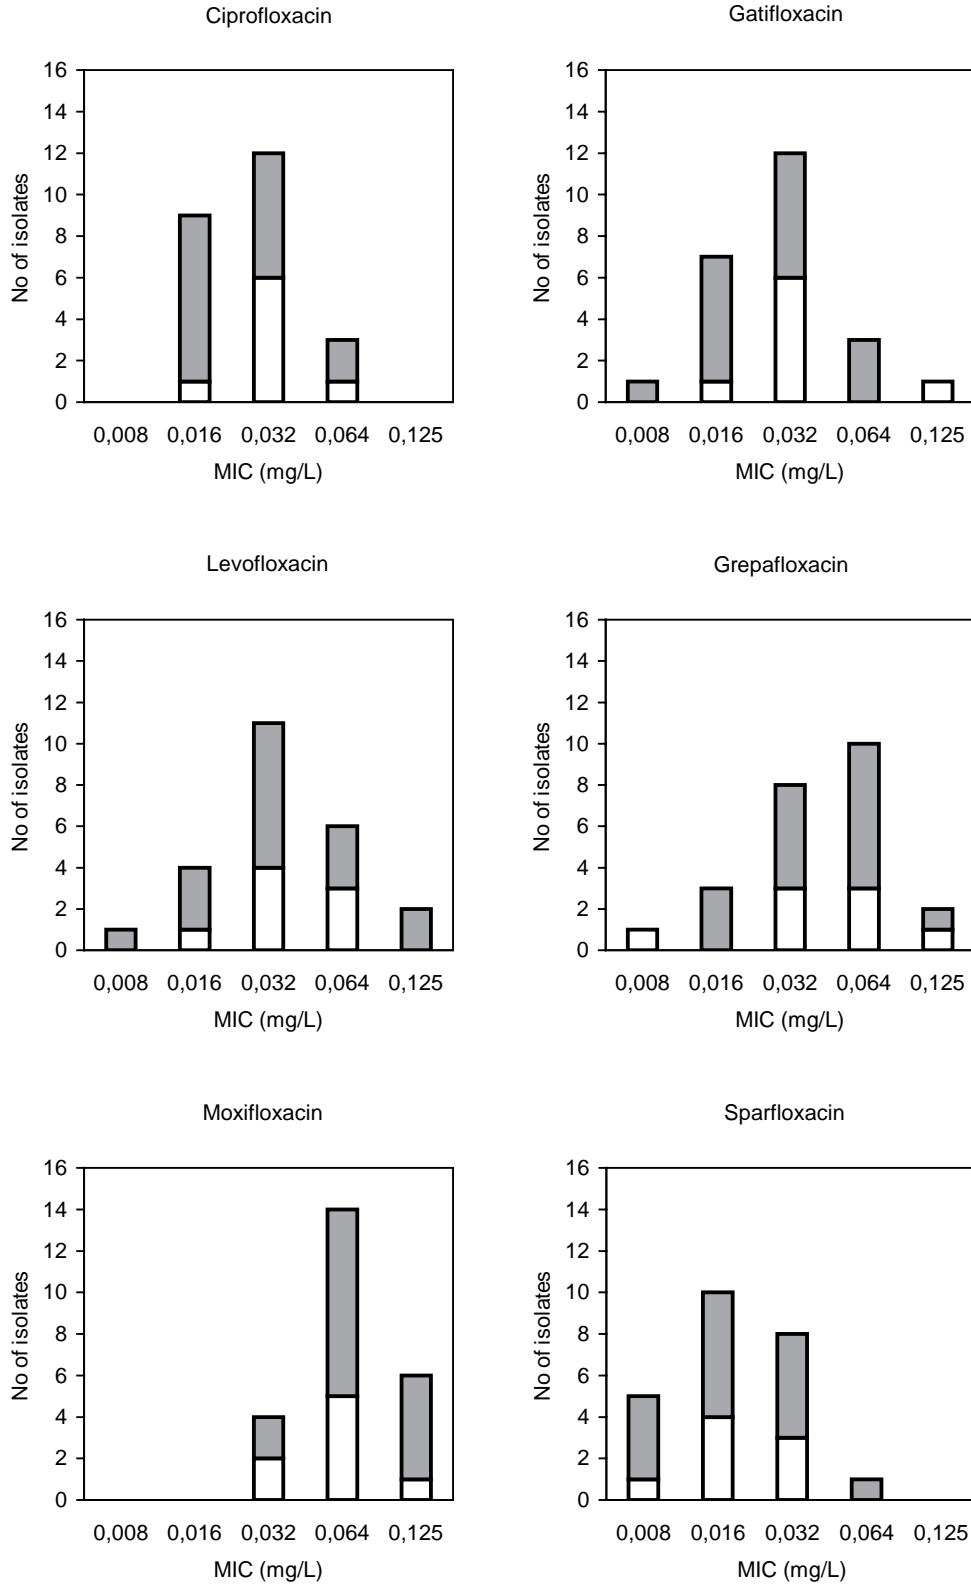 Ciprofloxacin
16
14
12
10
8
6
4
2
0
No of isolates
0,008 0,016 0,032 0,064 0,125
MIC (mg/L)
Gatifloxacin
16
14
12
10
8
6
4
2
0
No of isolates
0,008 0,016 0,032 0,064 0,125
MIC (mg/L)
Levofloxacin
16
14
12
10
8
6
4
2
0
No of isolates
0,008 0,016 0,032 0,064 0,125
MIC (mg/L)
Grepafloxacin
16
14
12
10
8
6
4
2
0
No of isolates
0,008 0,016 0,032 0,064 0,125
MIC (mg/L)
Moxifloxacin
16
14
12
10
8
6
4
2
0
No of isolates
0,008 0,016 0,032 0,064 0,125
MIC (mg/L)
Sparfloxacin
16
14
12
10
8
6
4
2
0
No of isolates
0,008 0,016 0,032 0,064 0,125
MIC (mg/L)